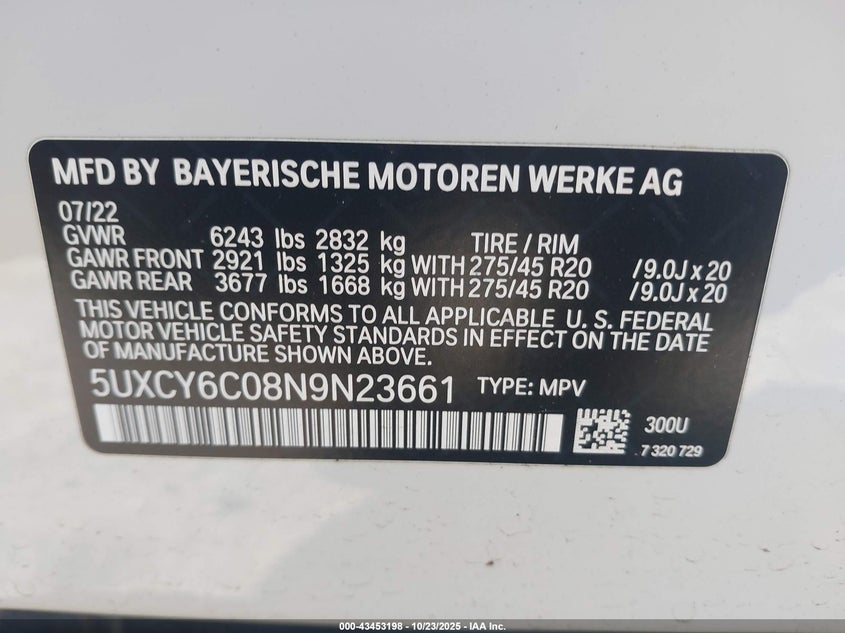 MFD BY BAYERISCHE MOTOREN WERKE AG
07/22
GVWR 6243 lbs 2832 kg TIRE / RIM
GAWR FRONT 2921 lbs 1325 kg WITH 275/45 R20 /9.0J x 20
GAWR REAR 3677 lbs 1668 kg WITH 275/45 R20 /9.0J x 20
THIS VEHICLE CONFORMS TO ALL APPLICABLE U. S. FEDERAL
MOTOR VEHICLE SAFETY STANDARDS IN EFFECT ON THE DATE
OF MANUFACTURE SHOWN ABOVE.
5UXCY6C08N9N23661 TYPE: MPV
300U
7 320 729
000-43453198 - 10/23/2025 - IAA Inc.